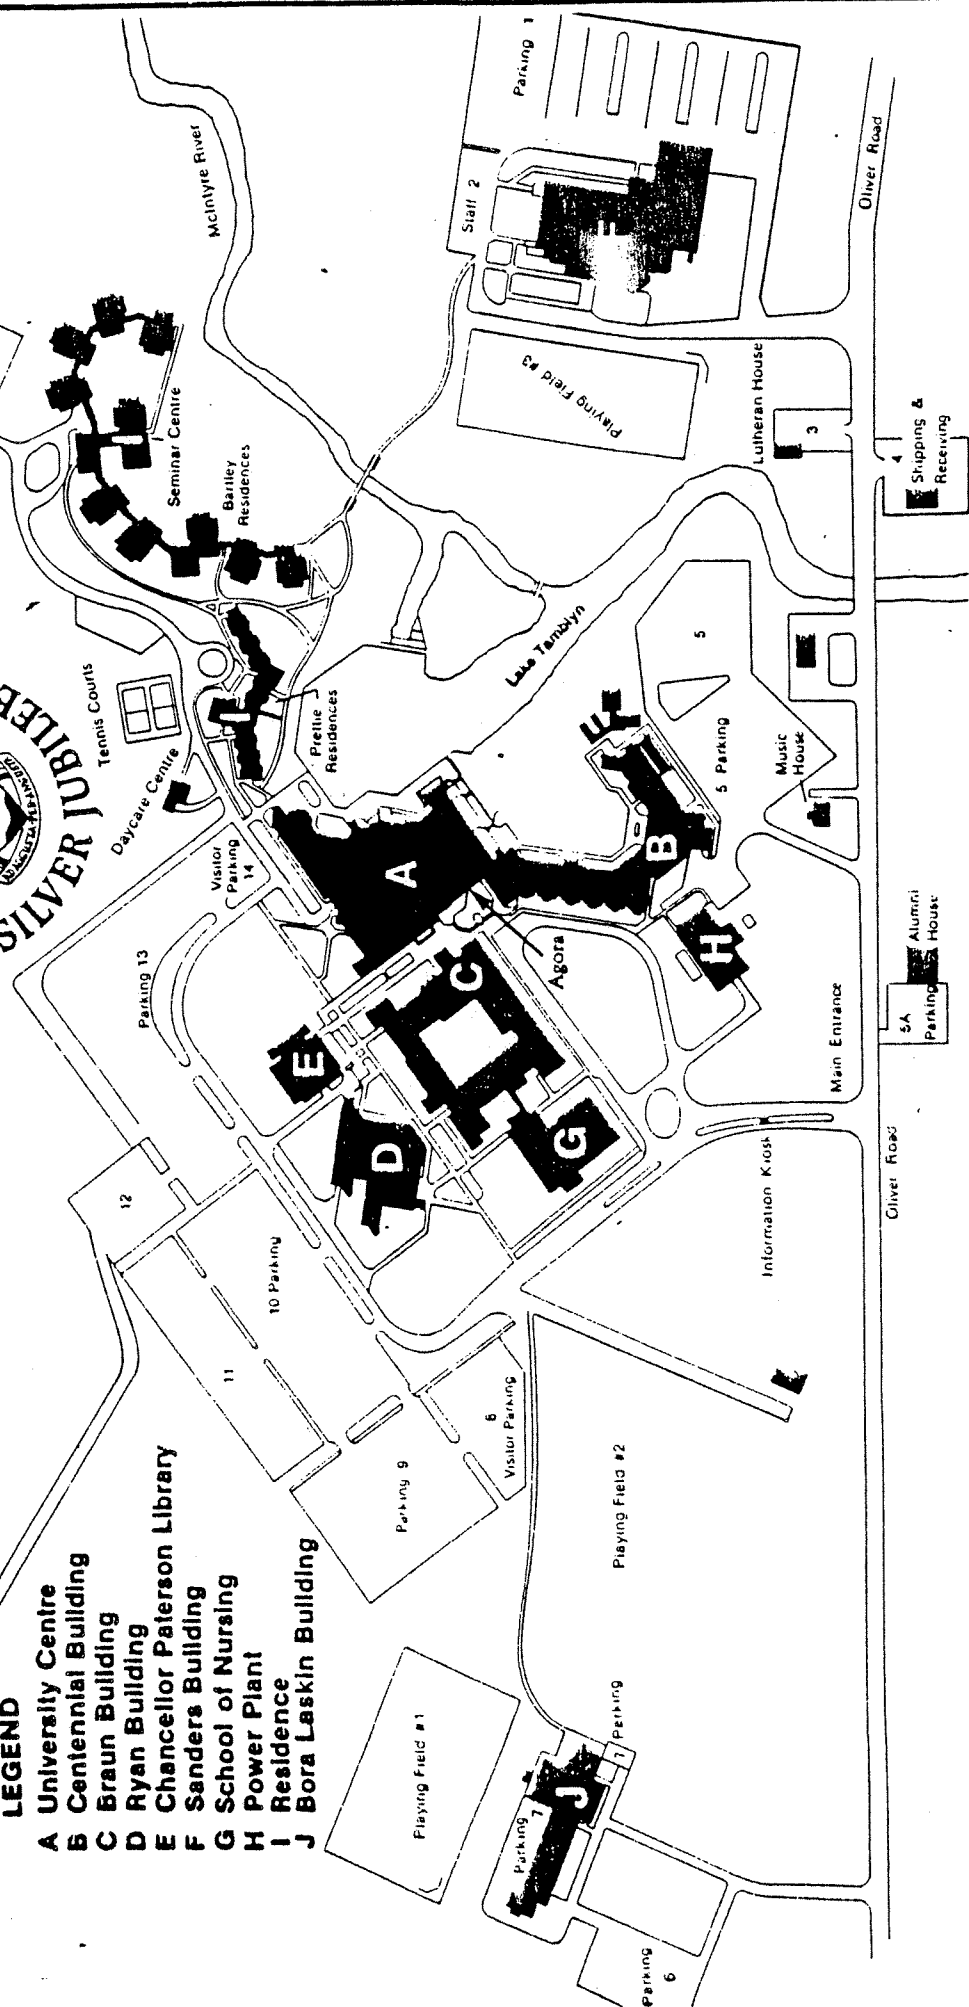 LEGEND
A University Centre
B Centennial Building
C Braun Building
D Ryan Building
E Chancellor Paterson Library
F Sanders Building
G School of Nursing
H Power Plant
I Residence
J Bora Laskin Building
SILVER JUBILEE
AD AUGUSTA PER ANGUSTA
McIntyre River
Seminar Centre
Bartley
Residences
Tennis Courts
Daycare Centre
Prettie
Residences
Visitor
Parking
14
Parking 13
12
11
10 Parking
Parking 9
8
Visitor Parking
Playing Field #1
Playing Field #2
Playing Field #3
Parking
7
J
7 Parking
Parking
6
A
B
C
D
E
F
G
H
I
Agora
Lake Tamblyn
5
5 Parking
Music
House
Lutheran House
3
4
Shipping &
Receiving
Alumni
House
5A
Parking
Main Entrance
Information Kiosk
Oliver Road
Oliver Road
Staff 2
Parking 1